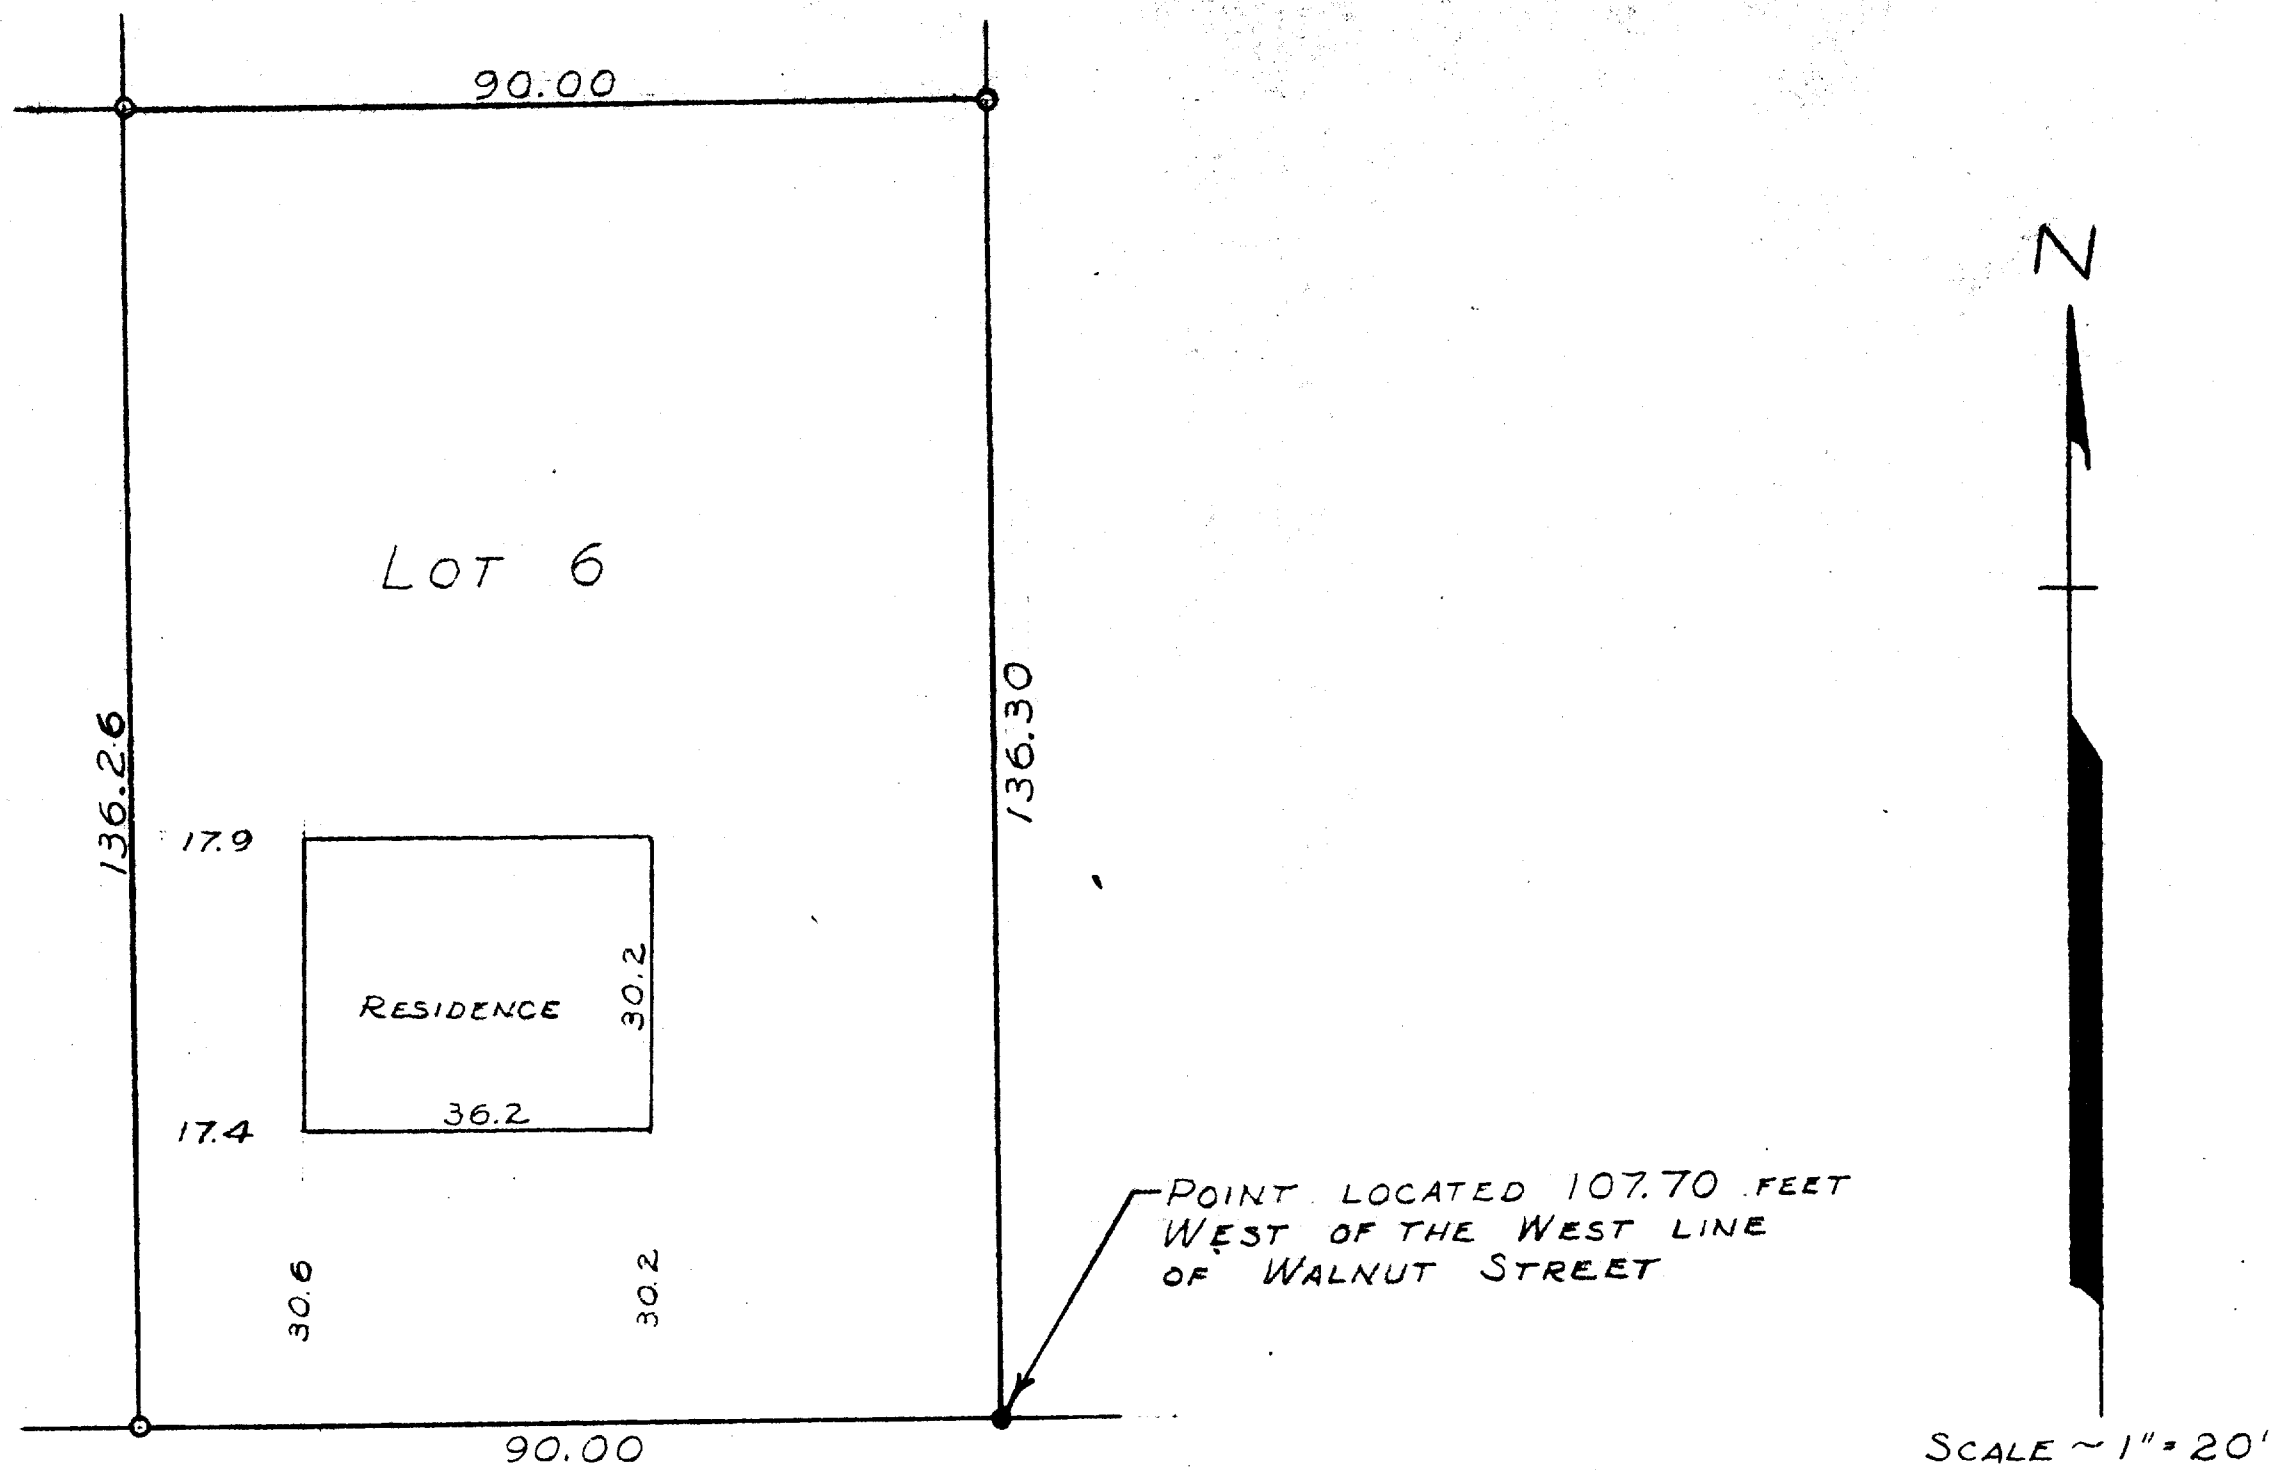 90.00
N
LOT 6
136.26
136.30
17.9
30.2
RESIDENCE
36.2
17.4
POINT LOCATED 107.70 FEET
WEST OF THE WEST LINE
OF WALNUT STREET
30.6
30.2
90.00
SCALE ~ 1" = 20'